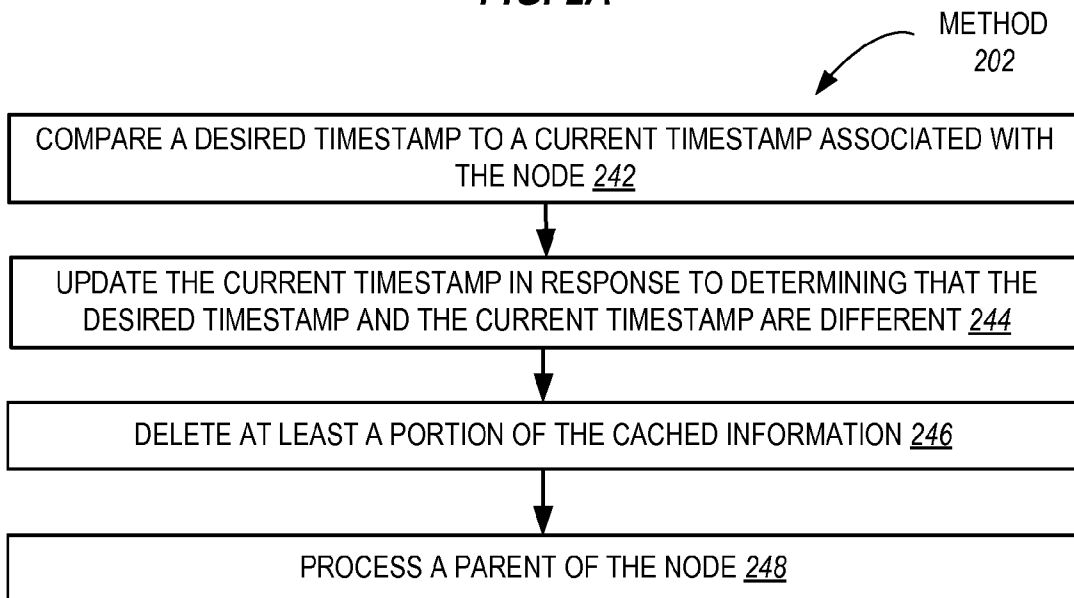 METHOD
202
COMPARE A DESIRED TIMESTAMP TO A CURRENT TIMESTAMP ASSOCIATED WITH
THE NODE 242
UPDATE THE CURRENT TIMESTAMP IN RESPONSE TO DETERMINING THAT THE
DESIRED TIMESTAMP AND THE CURRENT TIMESTAMP ARE DIFFERENT 244
DELETE AT LEAST A PORTION OF THE CACHED INFORMATION 246
PROCESS A PARENT OF THE NODE 248